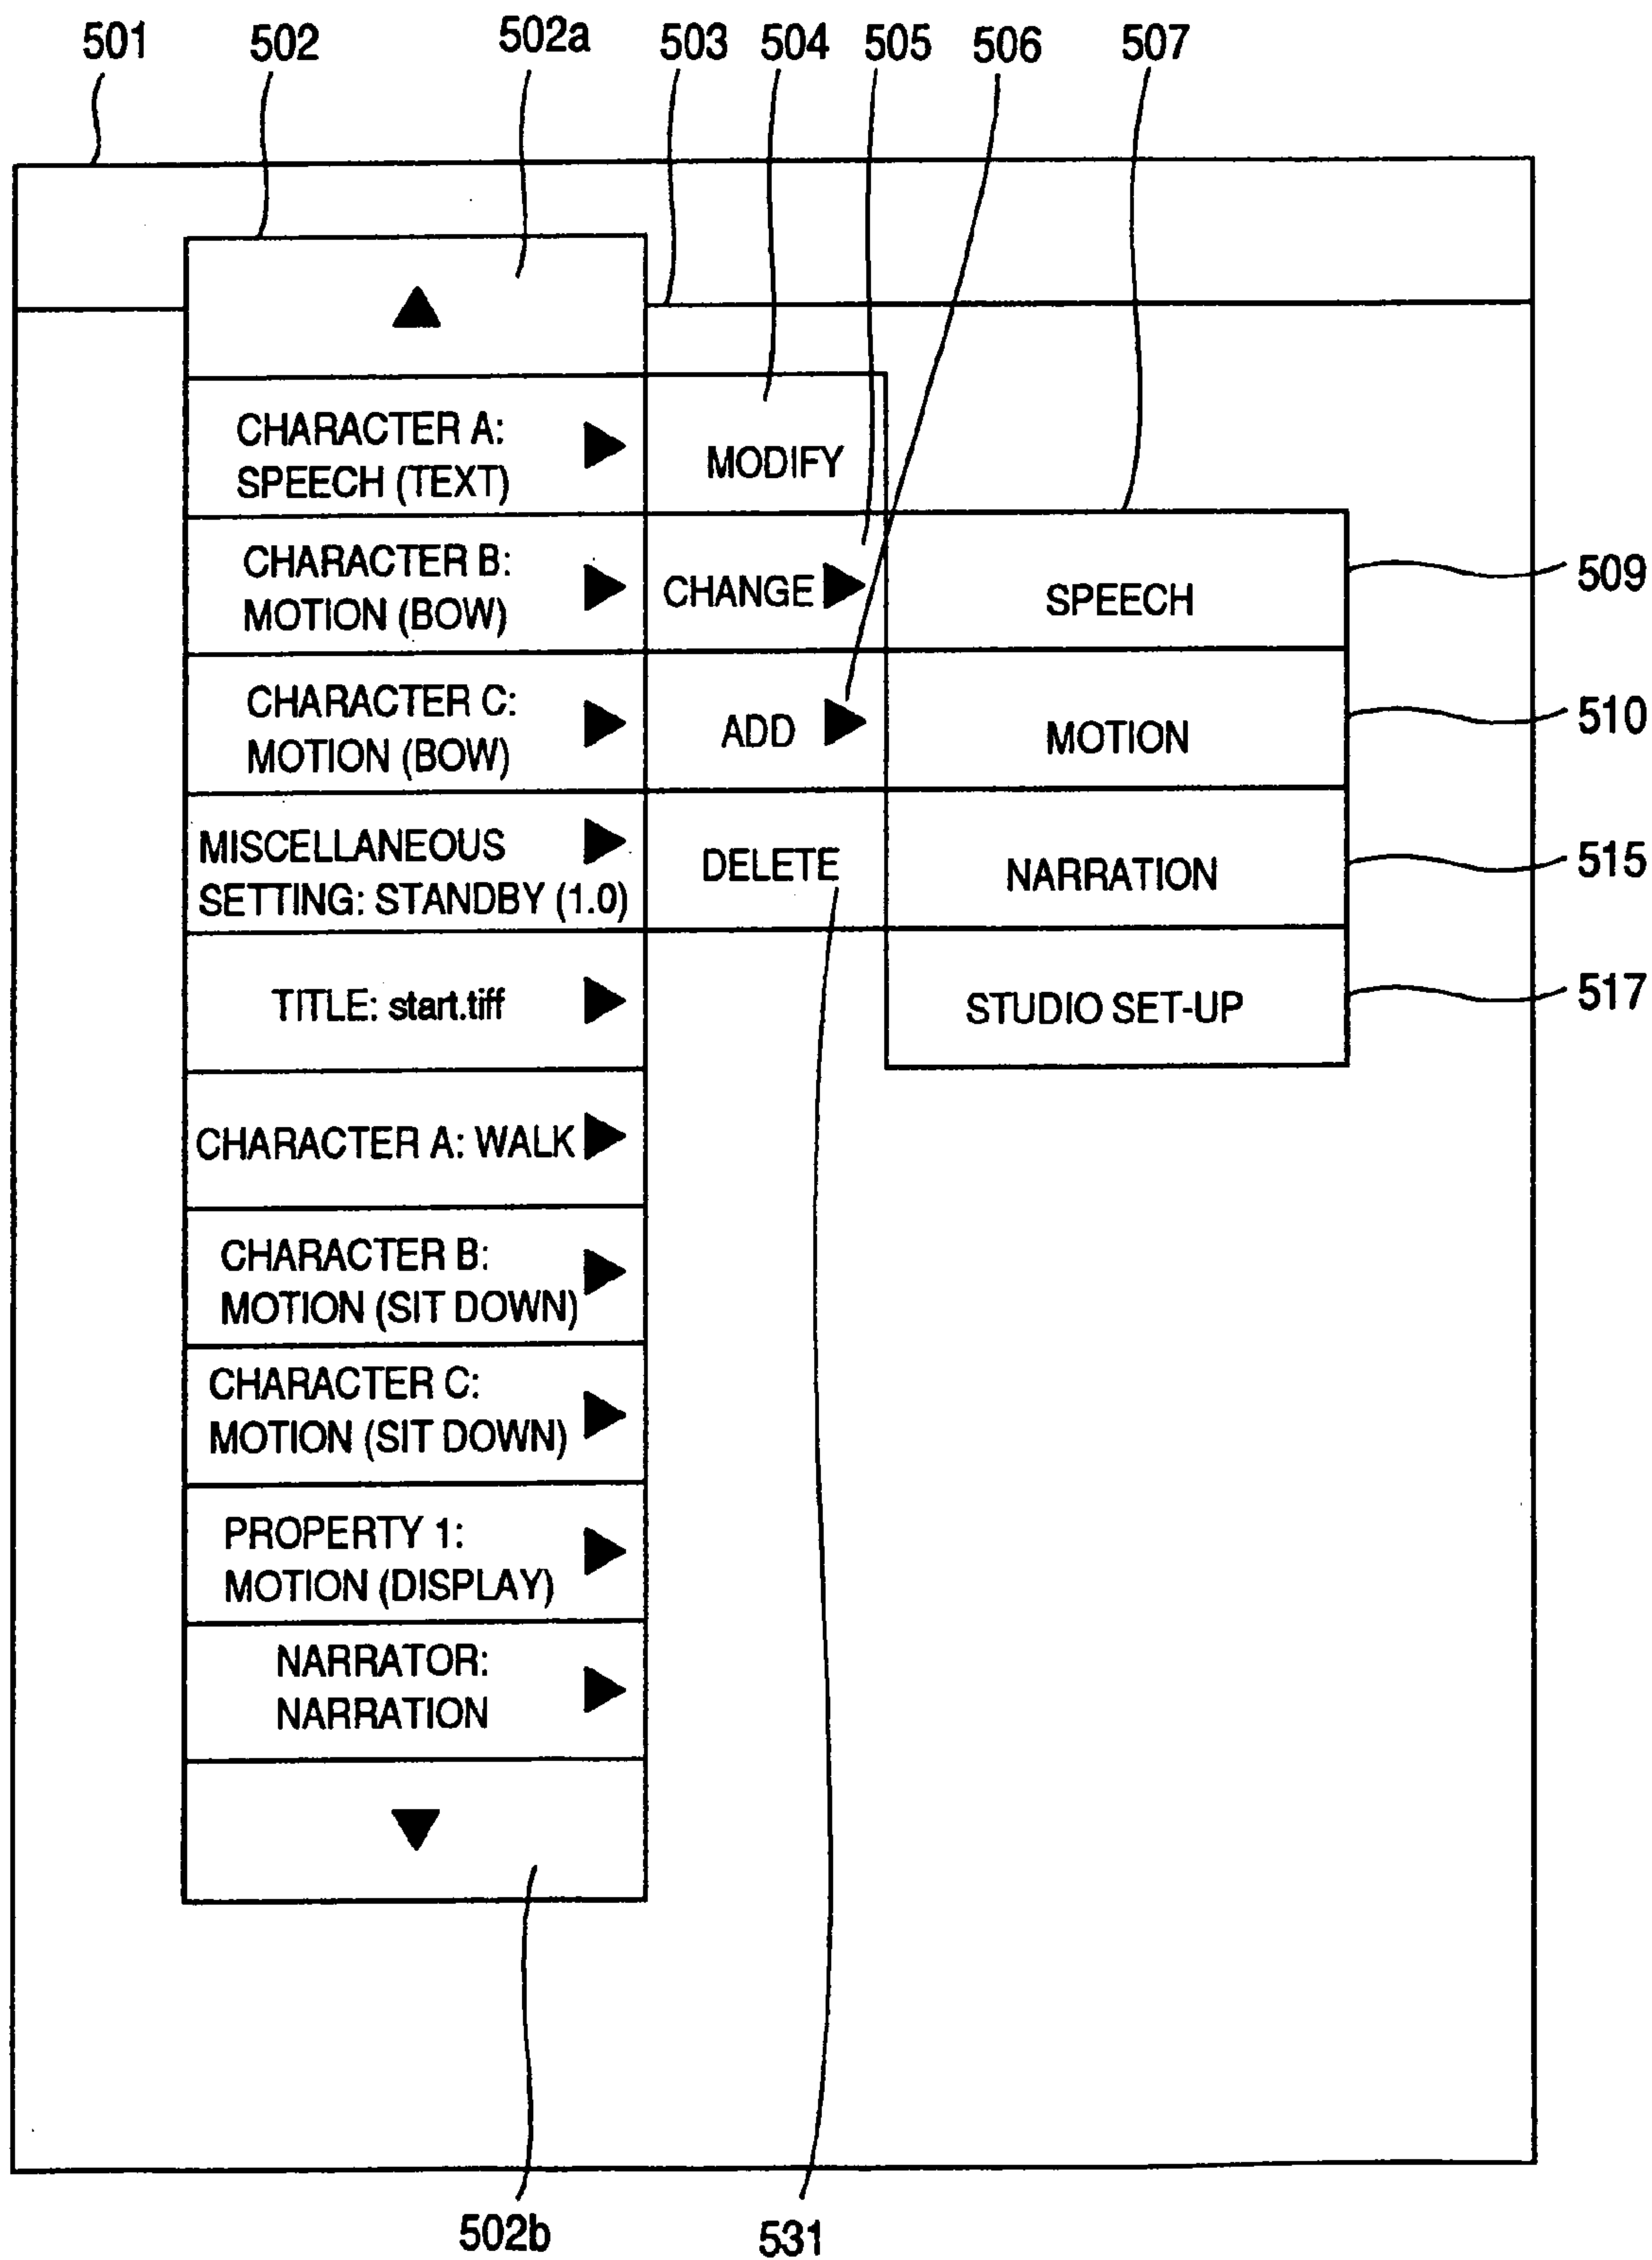 501 502 502a 503 504 505 506 507
CHARACTER A:
SPEECH (TEXT)
MODIFY
CHARACTER B:
MOTION (BOW)
CHANGE
SPEECH
509
CHARACTER C:
MOTION (BOW)
ADD
MOTION
510
MISCELLANEOUS
SETTING: STANDBY (1.0)
DELETE
NARRATION
515
TITLE: start.tiff
STUDIO SET-UP
517
CHARACTER A: WALK
CHARACTER B:
MOTION (SIT DOWN)
CHARACTER C:
MOTION (SIT DOWN)
PROPERTY 1:
MOTION (DISPLAY)
NARRATOR:
NARRATION
502b 531